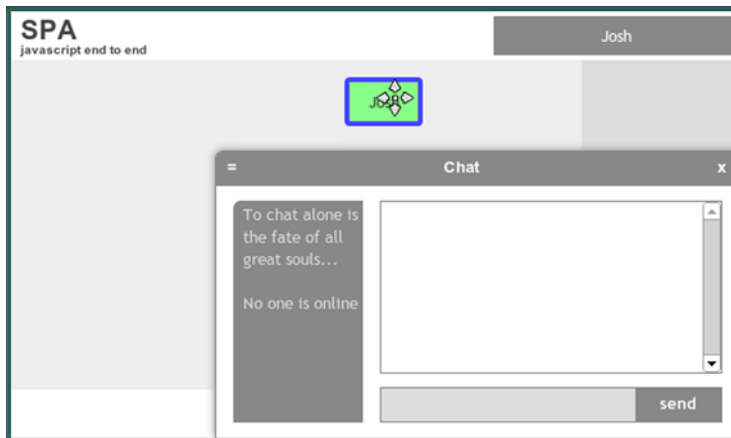 SPA
javascript end to end
Josh
Josh
=
Chat
x
To chat alone is
the fate of all
great souls...
No one is online
send